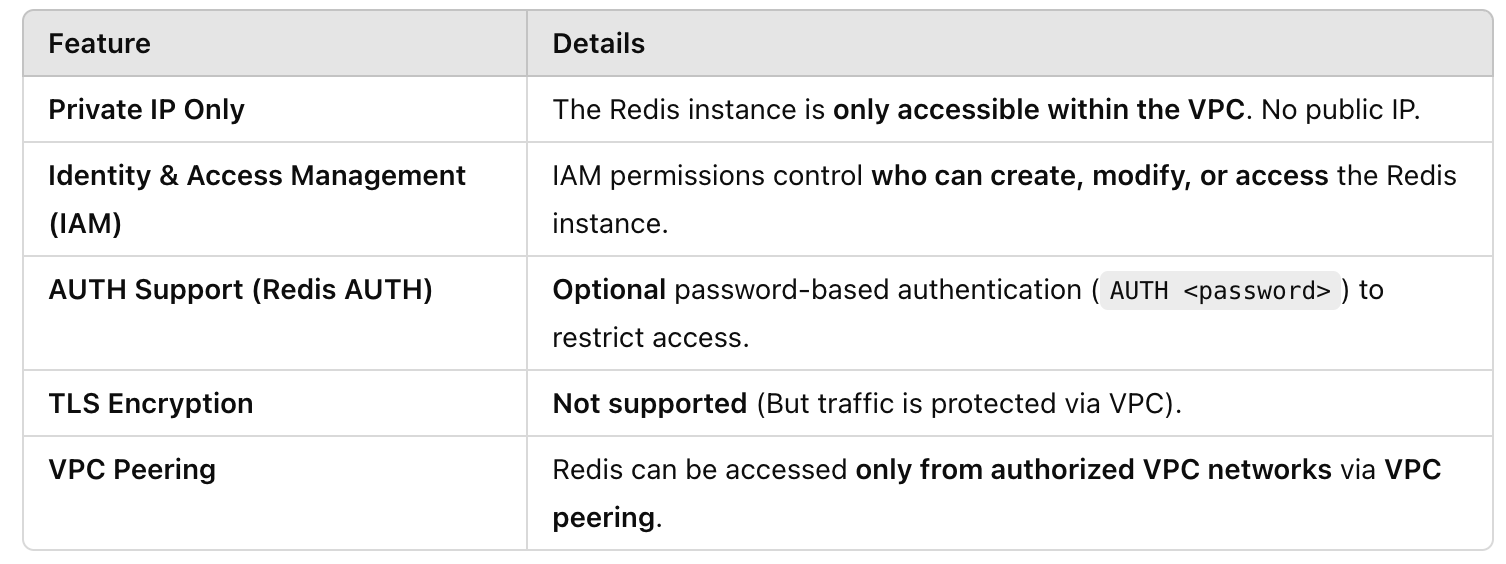 Feature Details
Private IP Only The Redis instance is only accessible within the VPC. No public IP.
Identity & Access Management IAM permissions control who can create, modify, or access the Redis
(IAM) instance.
AUTH Support (Redis AUTH) Optional password-based authentication ( AUTH <password> ) to
restrict access.
TLS Encryption Not supported (But traffic is protected via VPC).
VPC Peering Redis can be accessed only from authorized VPC networks via VPC
peering.